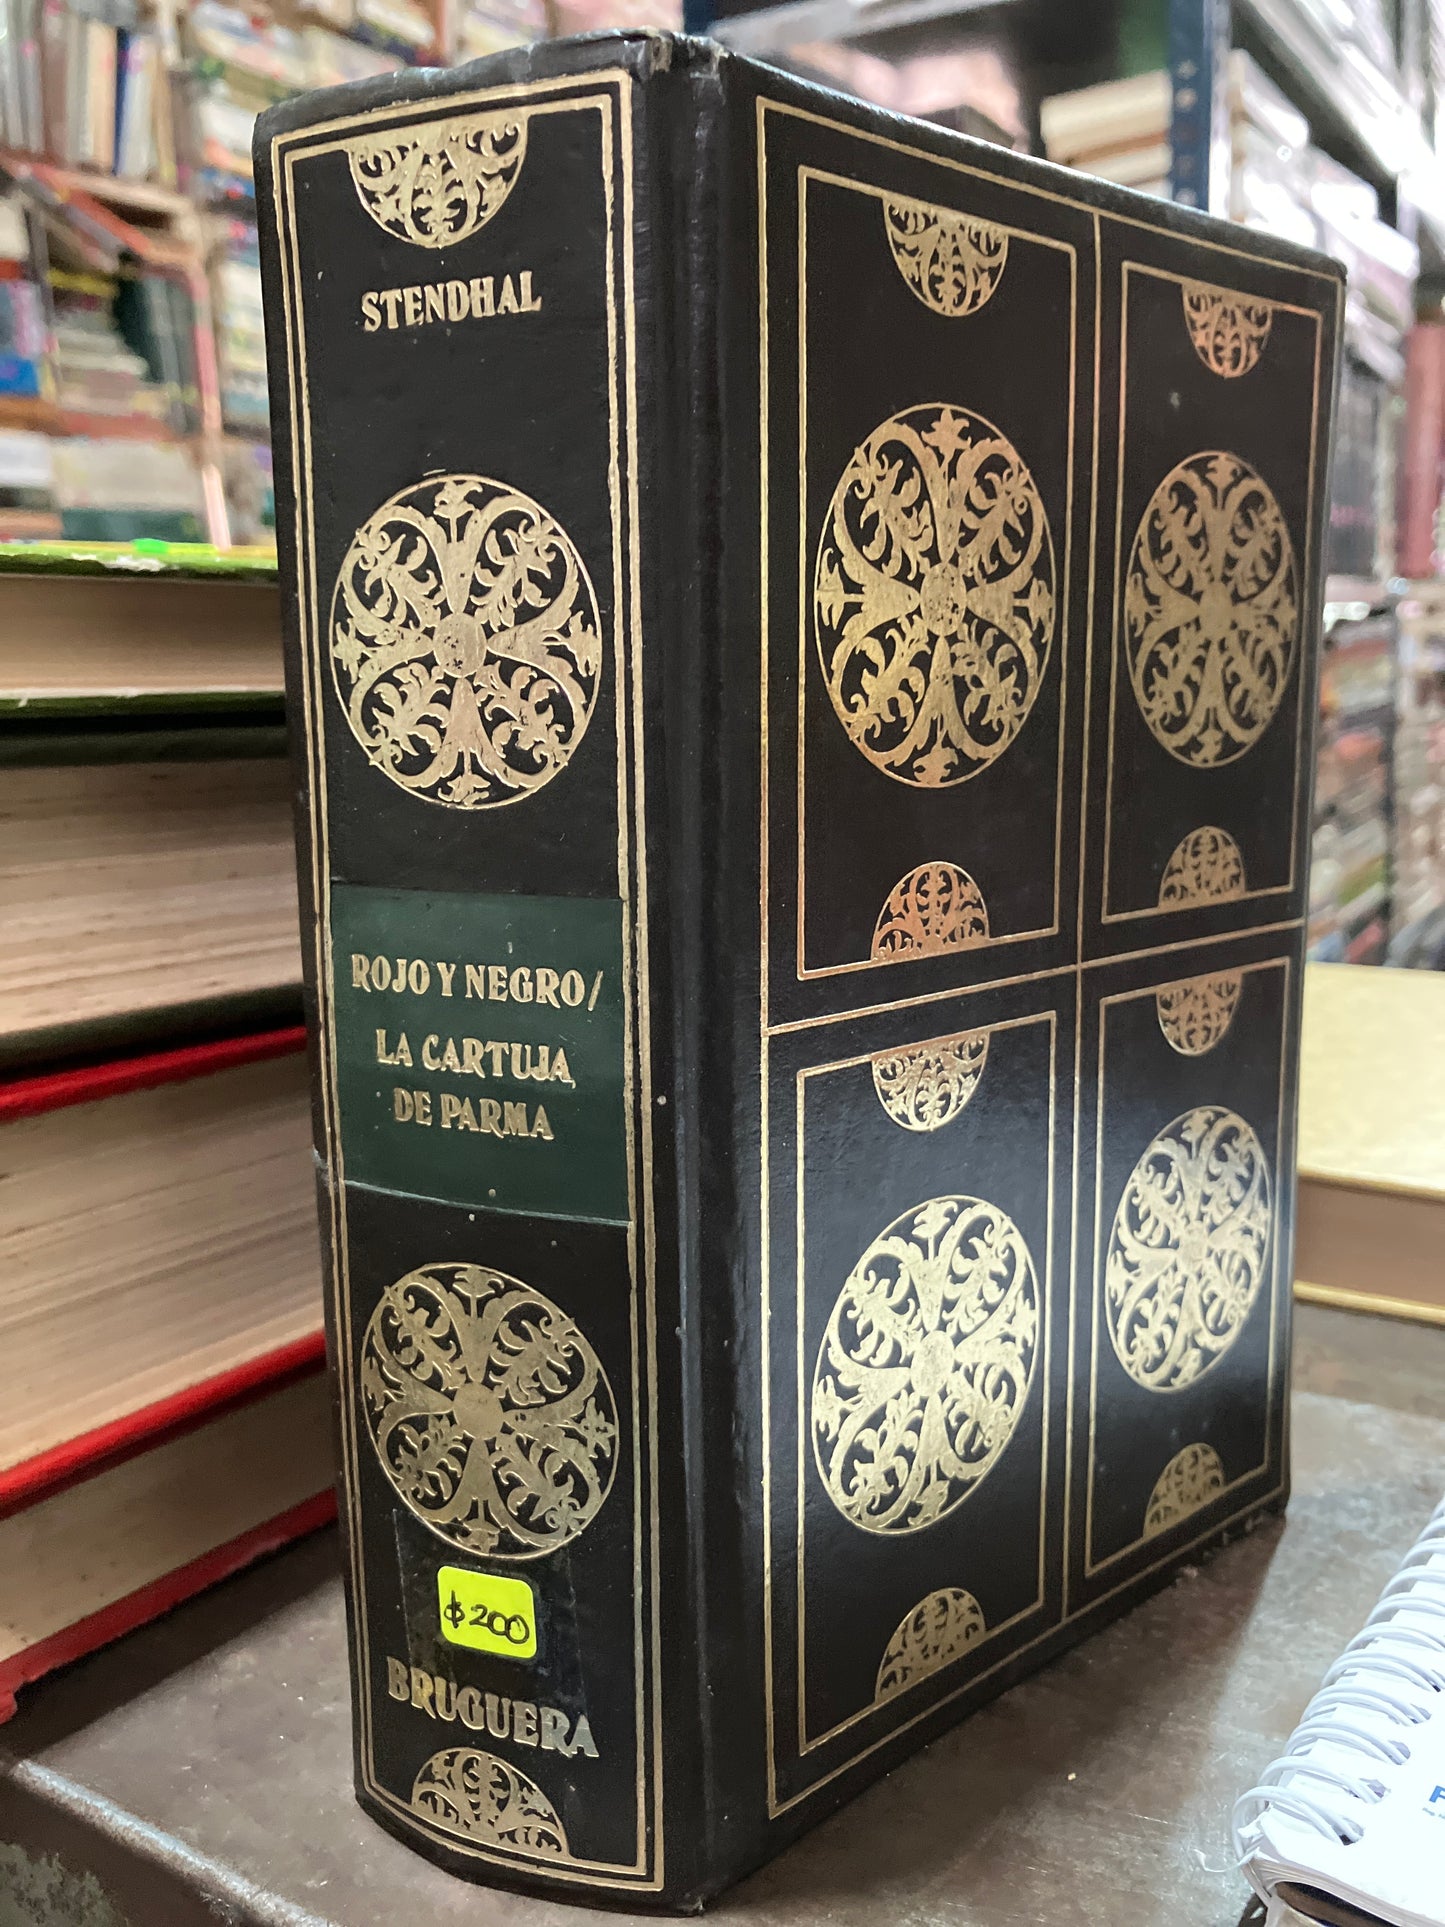 STENDHAL
ROJO Y NEGRO/
LA CARTUJA
DE PARMA
$200
BRUGUERA